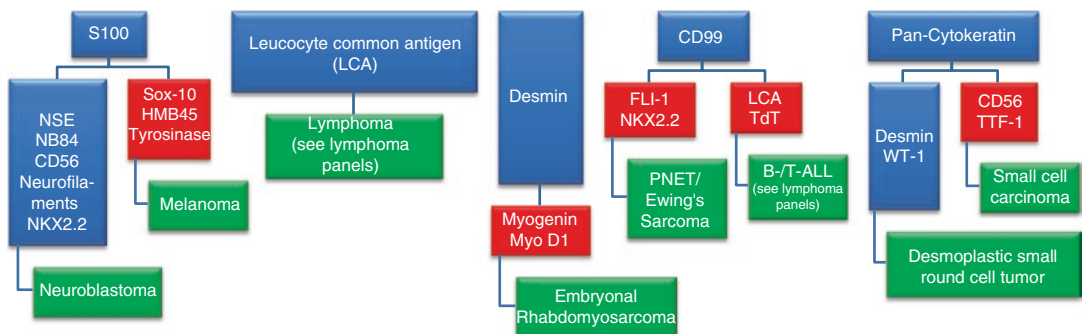 S100
NSE
NB84
CD56
Neurofila-
ments
NKX2.2
Neuroblastoma
Sox-10
HMB45
Tyrosinase
Melanoma
Leucocyte common antigen
(LCA)
Lymphoma
(see lymphoma
panels)
Desmin
Myogenin
Myo D1
Embryonal
Rhabdomyosarcoma
CD99
FLI-1
NKX2.2
PNET/
Ewing's
Sarcoma
LCA
TdT
B-/T-ALL
(see lymphoma
panels)
Pan-Cytokeratin
Desmin
WT-1
Desmoplastic small
round cell tumor
CD56
TTF-1
Small cell
carcinoma